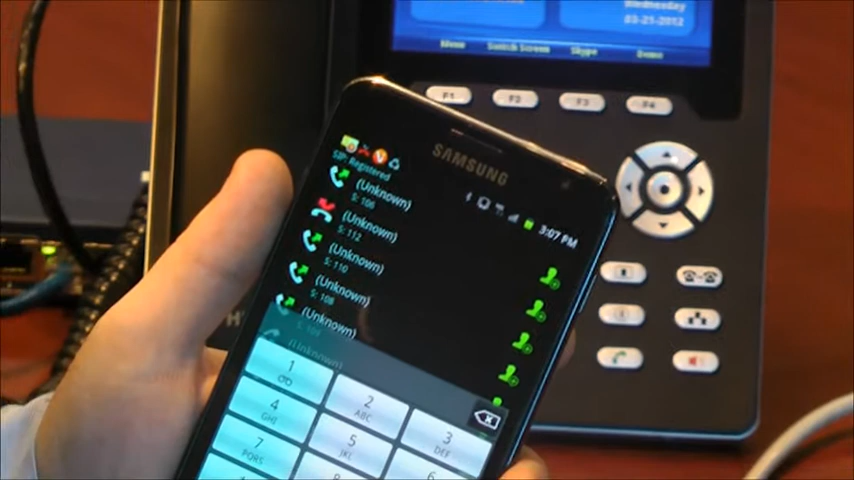 Wednesday
03-21-2012
Menu
Switch Screen
Skype
F1
F2
F3
F4
SAMSUNG
3:07 PM
SIP: Registered
(Unknown)
S: 106
(Unknown)
S: 112
(Unknown)
S: 110
(Unknown)
S: 108
(Unknown)
(Unknown)
1
2
ABC
3
4
GHI
5
JKL
6
7
PQRS
8